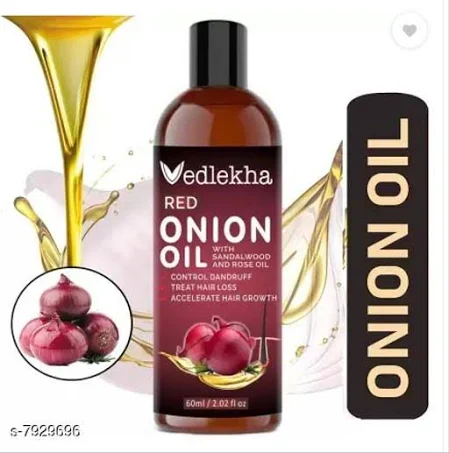 Vedlekha
RED
ONION
OIL
WITH
SANDALWOOD
AND ROSE OIL
CONTROL DANDRUFF
TREAT HAIR LOSS
ACCELERATE HAIR GROWTH
60ml / 2.02 fl oz
ONION OIL
s-7929696